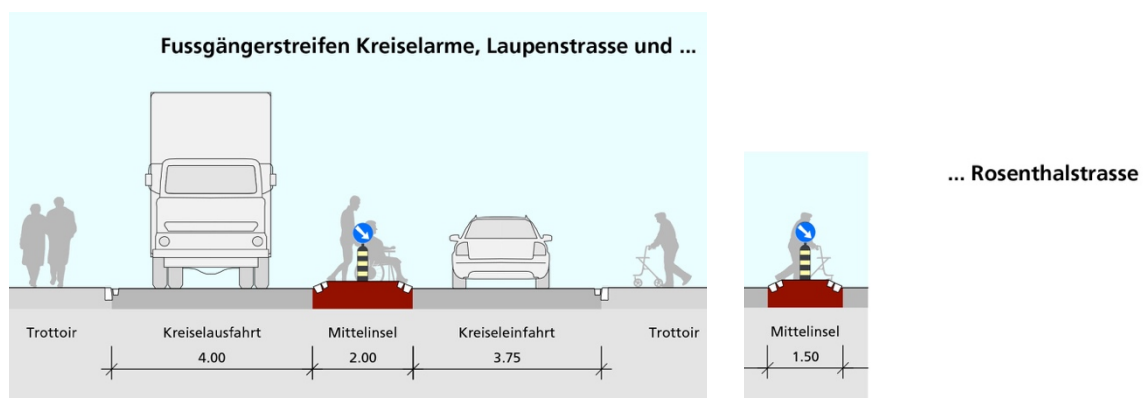 Fussgängerstreifen Kreiselarme, Laupenstrasse und ...
... Rosenthalstrasse
Trottoir
Kreiselausfahrt
Mittelinsel
Kreiseleinfahrt
Trottoir
Mittelinsel
4.00
2.00
3.75
1.50